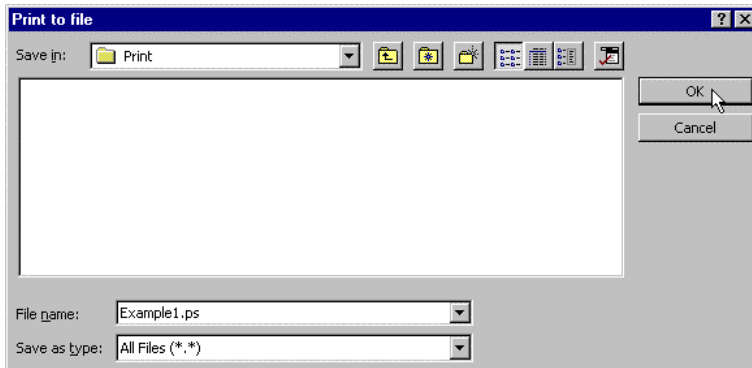 Print to file
Save in: Print
OK
Cancel
File name: Example1.ps
Save as type: All Files (*.*)